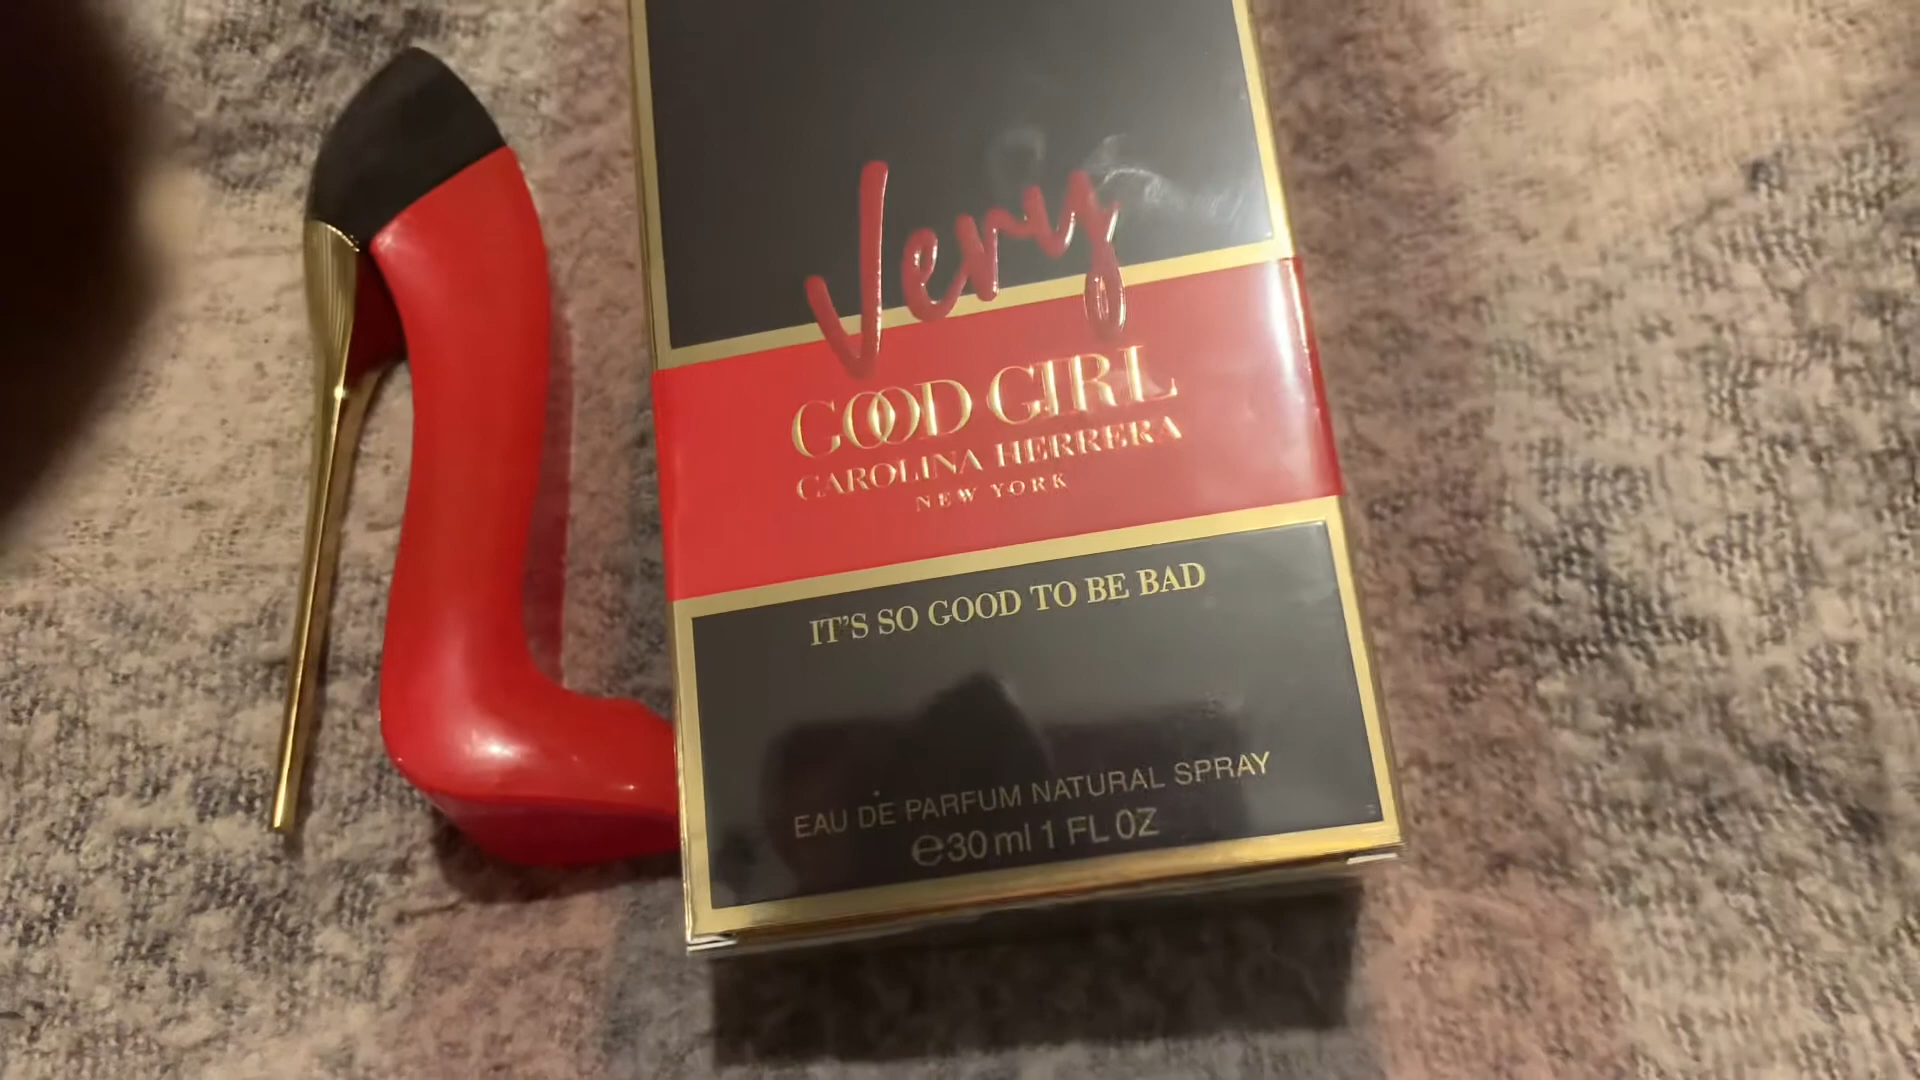 Very
GOOD GIRL
CAROLINA HERRERA
NEW YORK
IT'S SO GOOD TO BE BAD
EAU DE PARFUM NATURAL SPRAY
℮30 ml 1 FL OZ